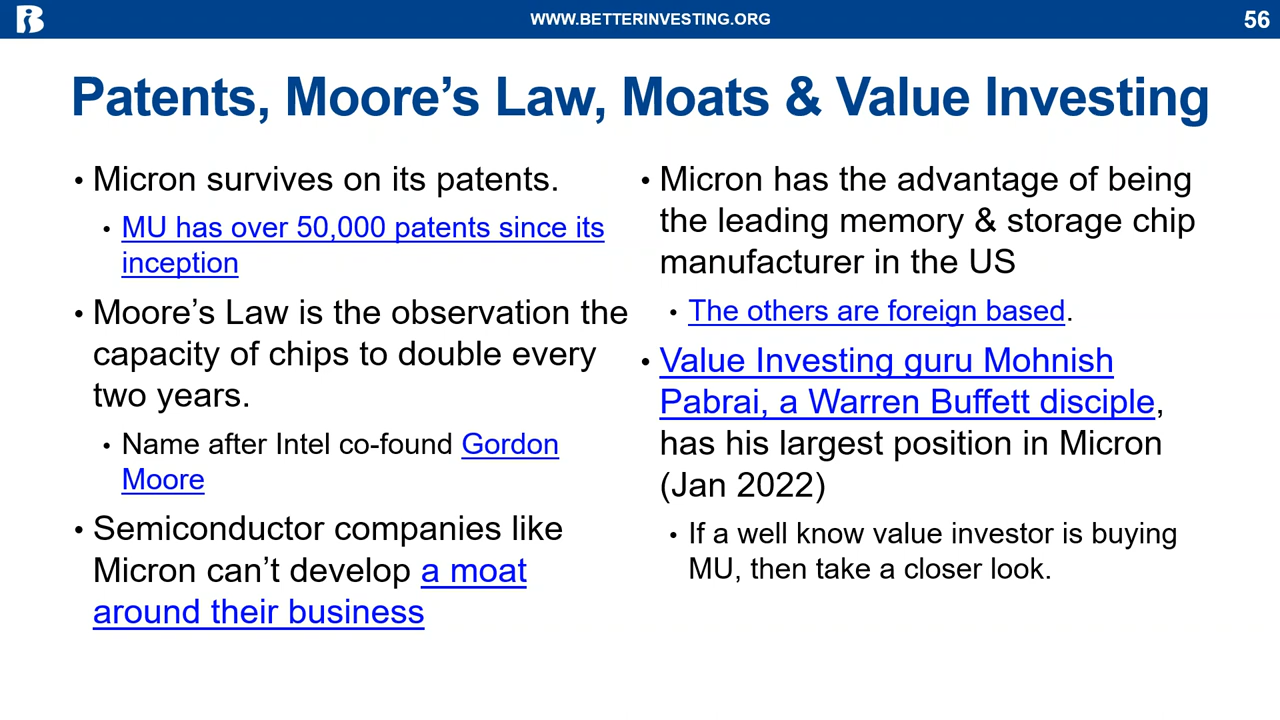 WWW.BETTERINVESTING.ORG
56
Patents, Moore's Law, Moats & Value Investing
• Micron survives on its patents.
• MU has over 50,000 patents since its
inception
• Moore's Law is the observation the
capacity of chips to double every
two years.
• Name after Intel co-found Gordon
Moore
• Semiconductor companies like
Micron can't develop a moat
around their business
• Micron has the advantage of being
the leading memory & storage chip
manufacturer in the US
• The others are foreign based.
• Value Investing guru Mohnish
Pabrai, a Warren Buffett disciple,
has his largest position in Micron
(Jan 2022)
• If a well know value investor is buying
MU, then take a closer look.